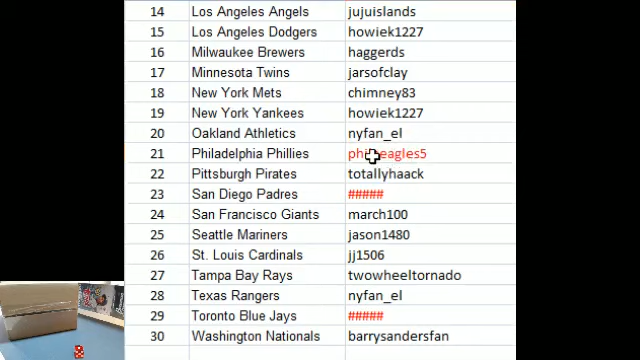 14 Los Angeles Angels jujuislands
15 Los Angeles Dodgers howiek1227
16 Milwaukee Brewers haggerds
17 Minnesota Twins jarsofclay
18 New York Mets chimney83
19 New York Yankees howiek1227
20 Oakland Athletics nyfan_el
21 Philadelphia Phillies
22 Pittsburgh Pirates totallyhaack
23 San Diego Padres #####
24 San Francisco Giants march100
25 Seattle Mariners jason1480
26 St. Louis Cardinals jj1506
27 Tampa Bay Rays twowheeltornado
28 Texas Rangers nyfan_el
29 Toronto Blue Jays #####
30 Washington Nationals barrysandersfan